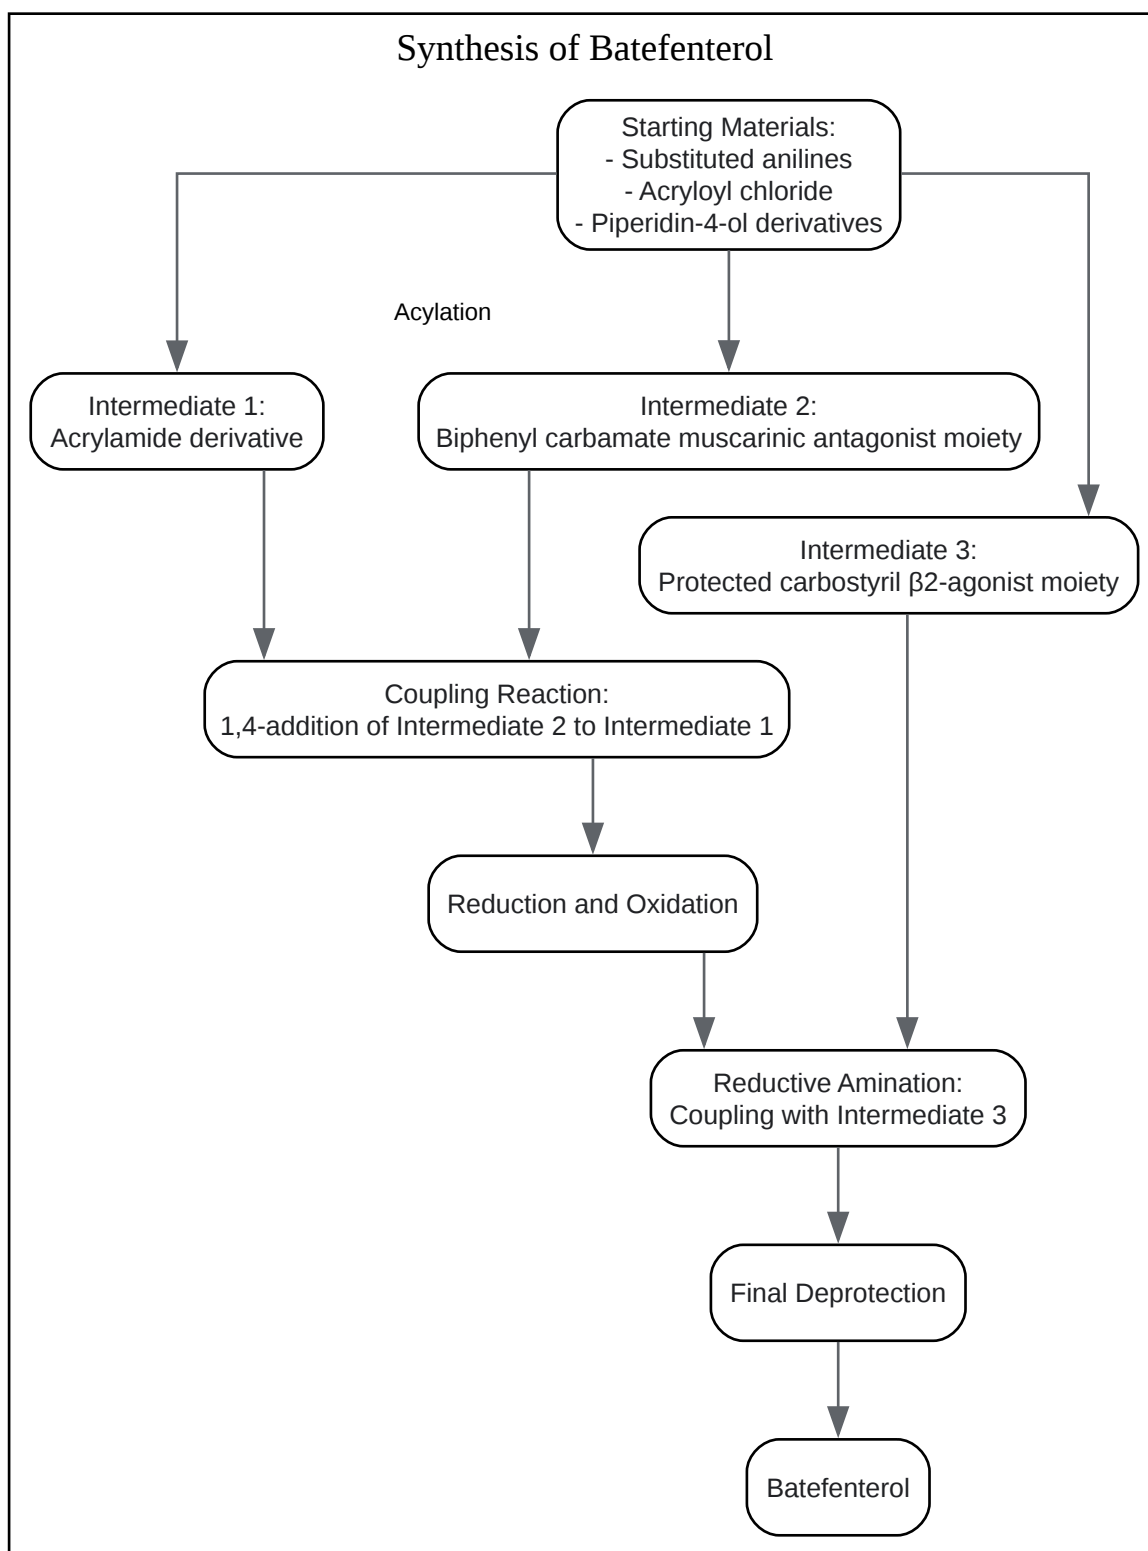 Synthesis of Batefenterol
Starting Materials:
- Substituted anilines
- Acryloyl chloride
- Piperidin-4-ol derivatives
Acylation
Intermediate 1:
Acrylamide derivative
Intermediate 2:
Biphenyl carbamate muscarinic antagonist moiety
Intermediate 3:
Protected carbostyril β2-agonist moiety
Coupling Reaction:
1,4-addition of Intermediate 2 to Intermediate 1
Reduction and Oxidation
Reductive Amination:
Coupling with Intermediate 3
Final Deprotection
Batefenterol